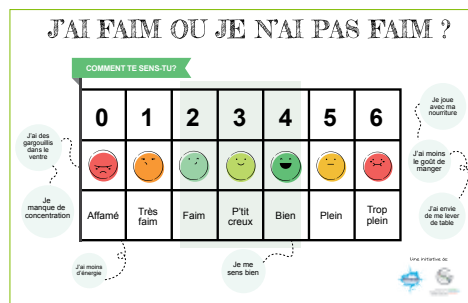 J'AI FAIM OU JE N'AI PAS FAIM ?
COMMENT TE SENS-TU?
0 1 2 3 4 5 6
Affamé Très faim Faim P'tit creux Bien Plein Trop plein
J'ai des
gargouillis
dans le
ventre
Je
manque de
concentration
J'ai moins
d'énergie
Je me
sens bien
Je joue
avec ma
nourriture
J'ai moins
le goût de
manger
J'ai envie
de me lever
de table
Une initiative de: